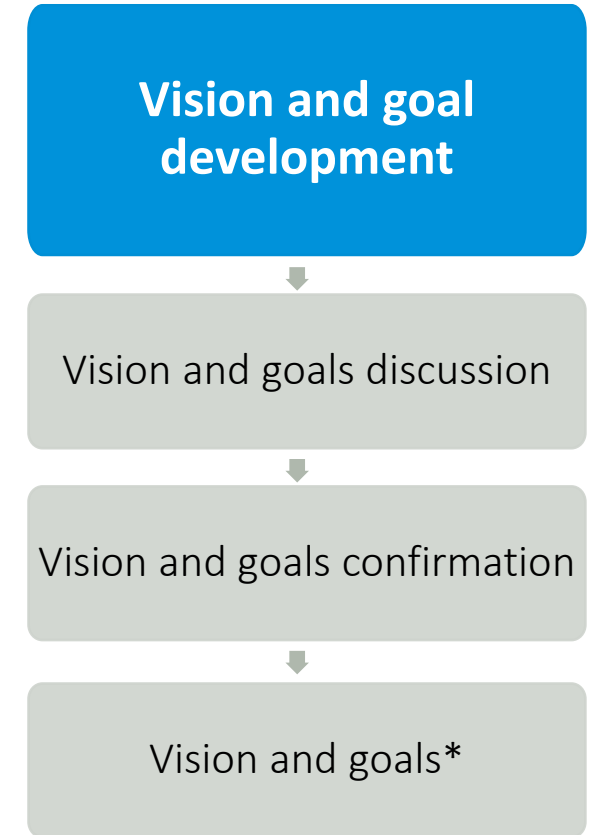 Vision and goal
development
Vision and goals discussion
Vision and goals confirmation
Vision and goals*